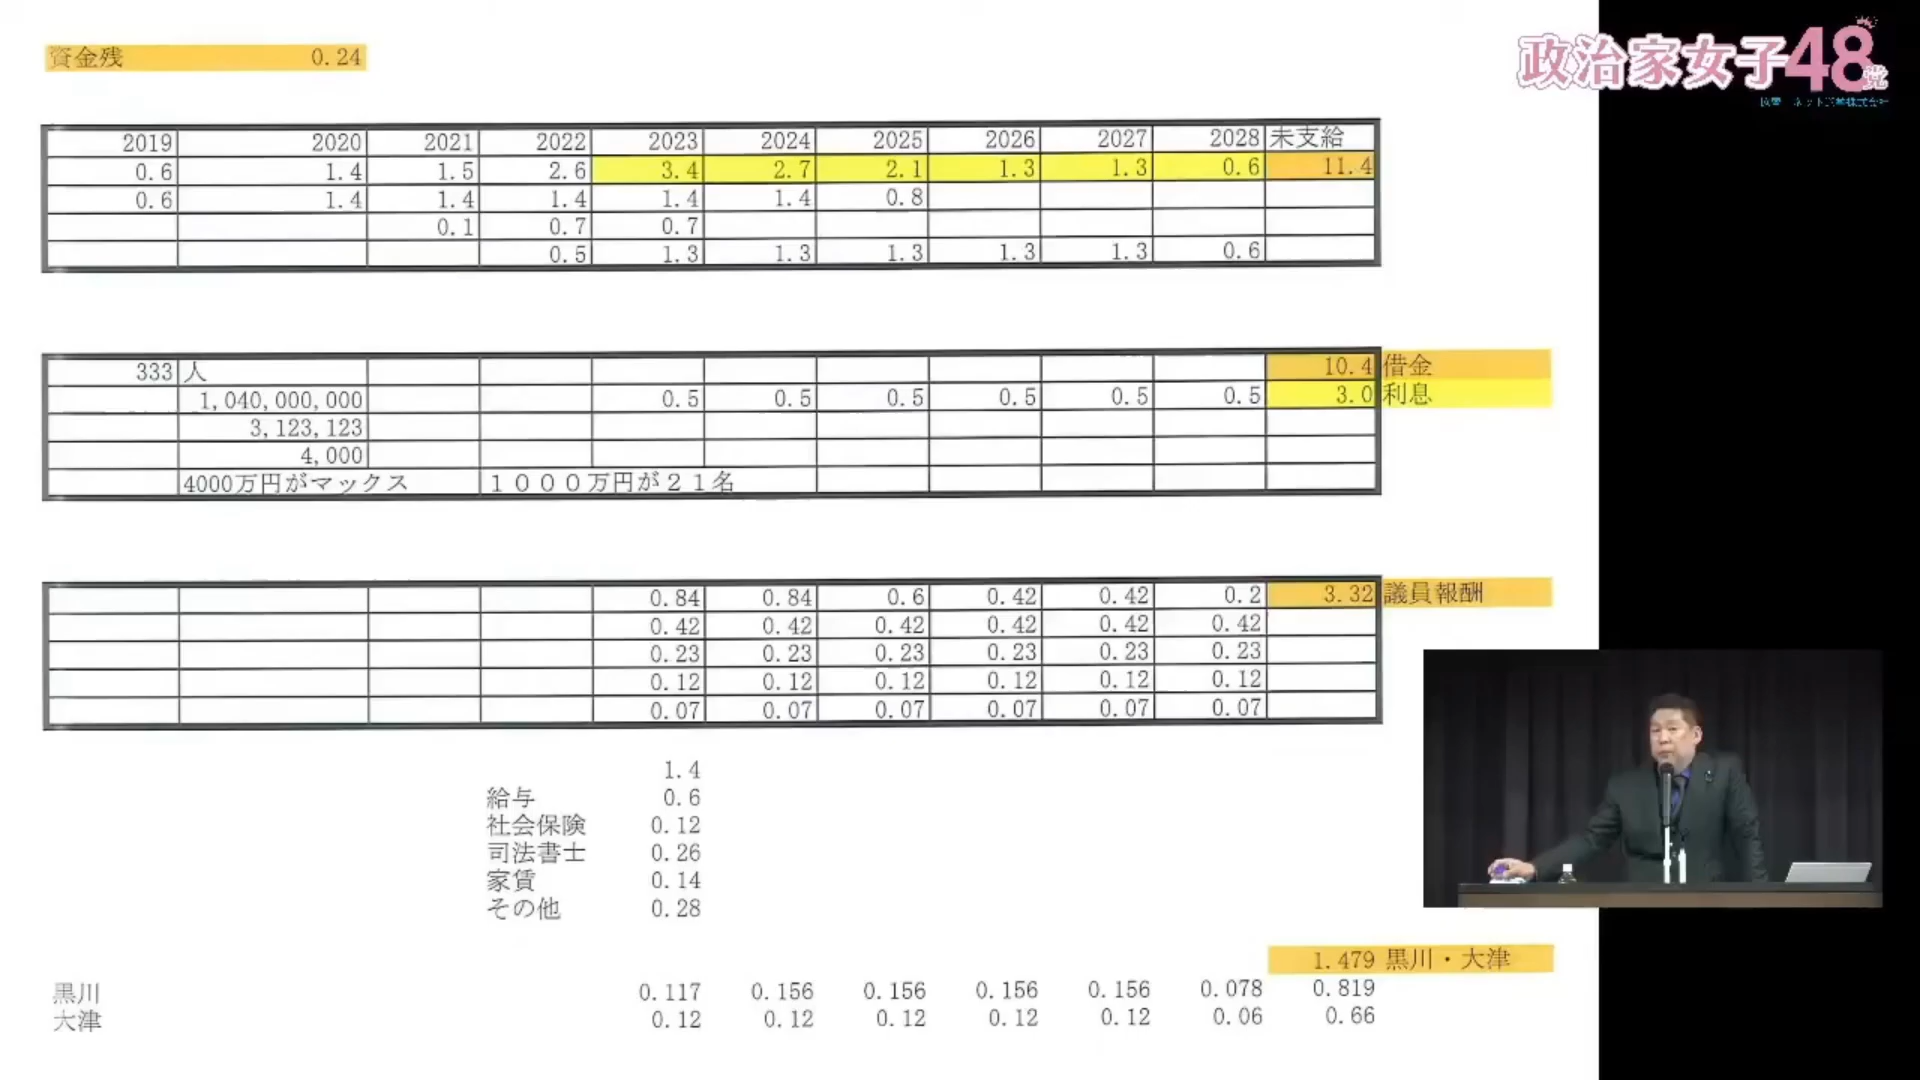 資金残 0.24
政治家女子48党
2019 2020 2021 2022 2023 2024 2025 2026 2027 2028 未支給
0.6 1.4 1.5 2.6 3.4 2.7 2.1 1.3 1.3 0.6 11.4
0.6 1.4 1.4 1.4 1.4 1.4 0.8
0.1 0.7 0.7
0.5 1.3 1.3 1.3 1.3 1.3 0.6
333 人 10.4 借金
1,040,000,000 0.5 0.5 0.5 0.5 0.5 0.5 3.0 利息
3,123,123
4,000
4000万円がマックス １０００万円が２１名
0.84 0.84 0.6 0.42 0.42 0.2 3.32 議員報酬
0.42 0.42 0.42 0.42 0.42 0.42
0.23 0.23 0.23 0.23 0.23 0.23
0.12 0.12 0.12 0.12 0.12 0.12
0.07 0.07 0.07 0.07 0.07 0.07
1.4
給与 0.6
社会保険 0.12
司法書士 0.26
家賃 0.14
その他 0.28
1.479 黒川・大津
黒川 0.117 0.156 0.156 0.156 0.156 0.078 0.819
大津 0.12 0.12 0.12 0.12 0.12 0.06 0.66